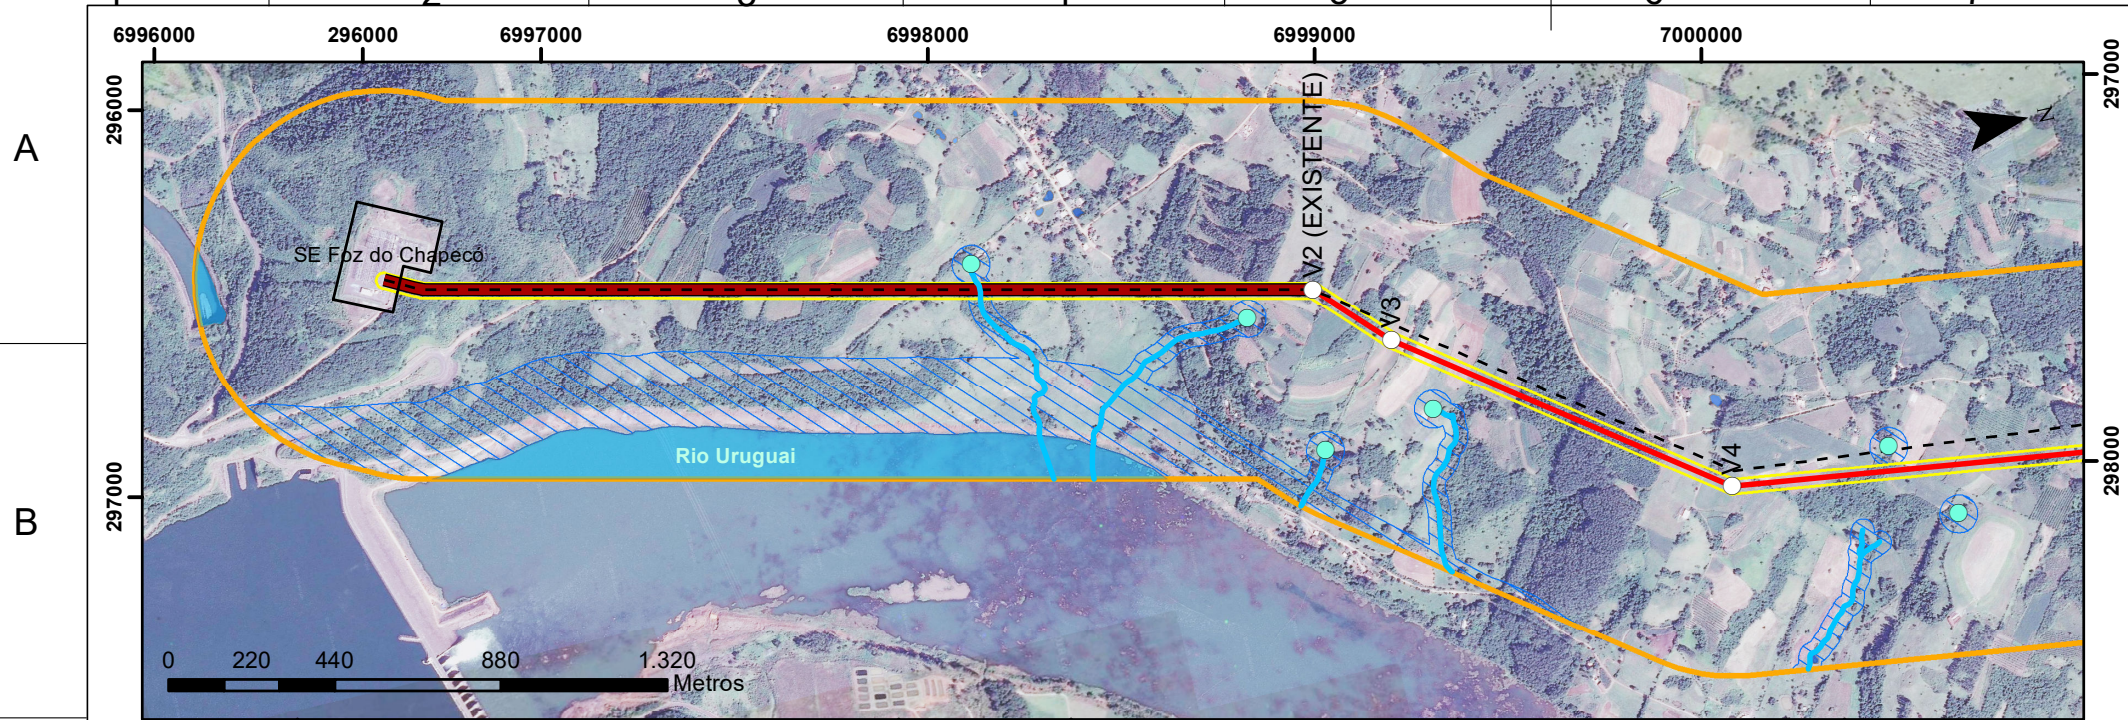 6996000 296000 6997000 6998000 6999000 7000000
297000
296000
A
N
V2 (EXISTENTE)
SE Foz do Chapecó
V3
V4
Rio Uruguai
298000
297000
B
0 220 440 880 1.320
Metros